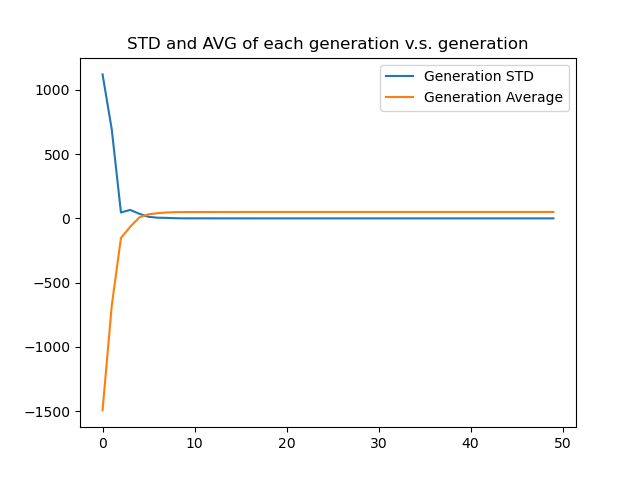 STD and AVG of each generation v.s. generation
Generation STD
Generation Average
1000
500
0
−500
−1000
−1500
0 10 20 30 40 50